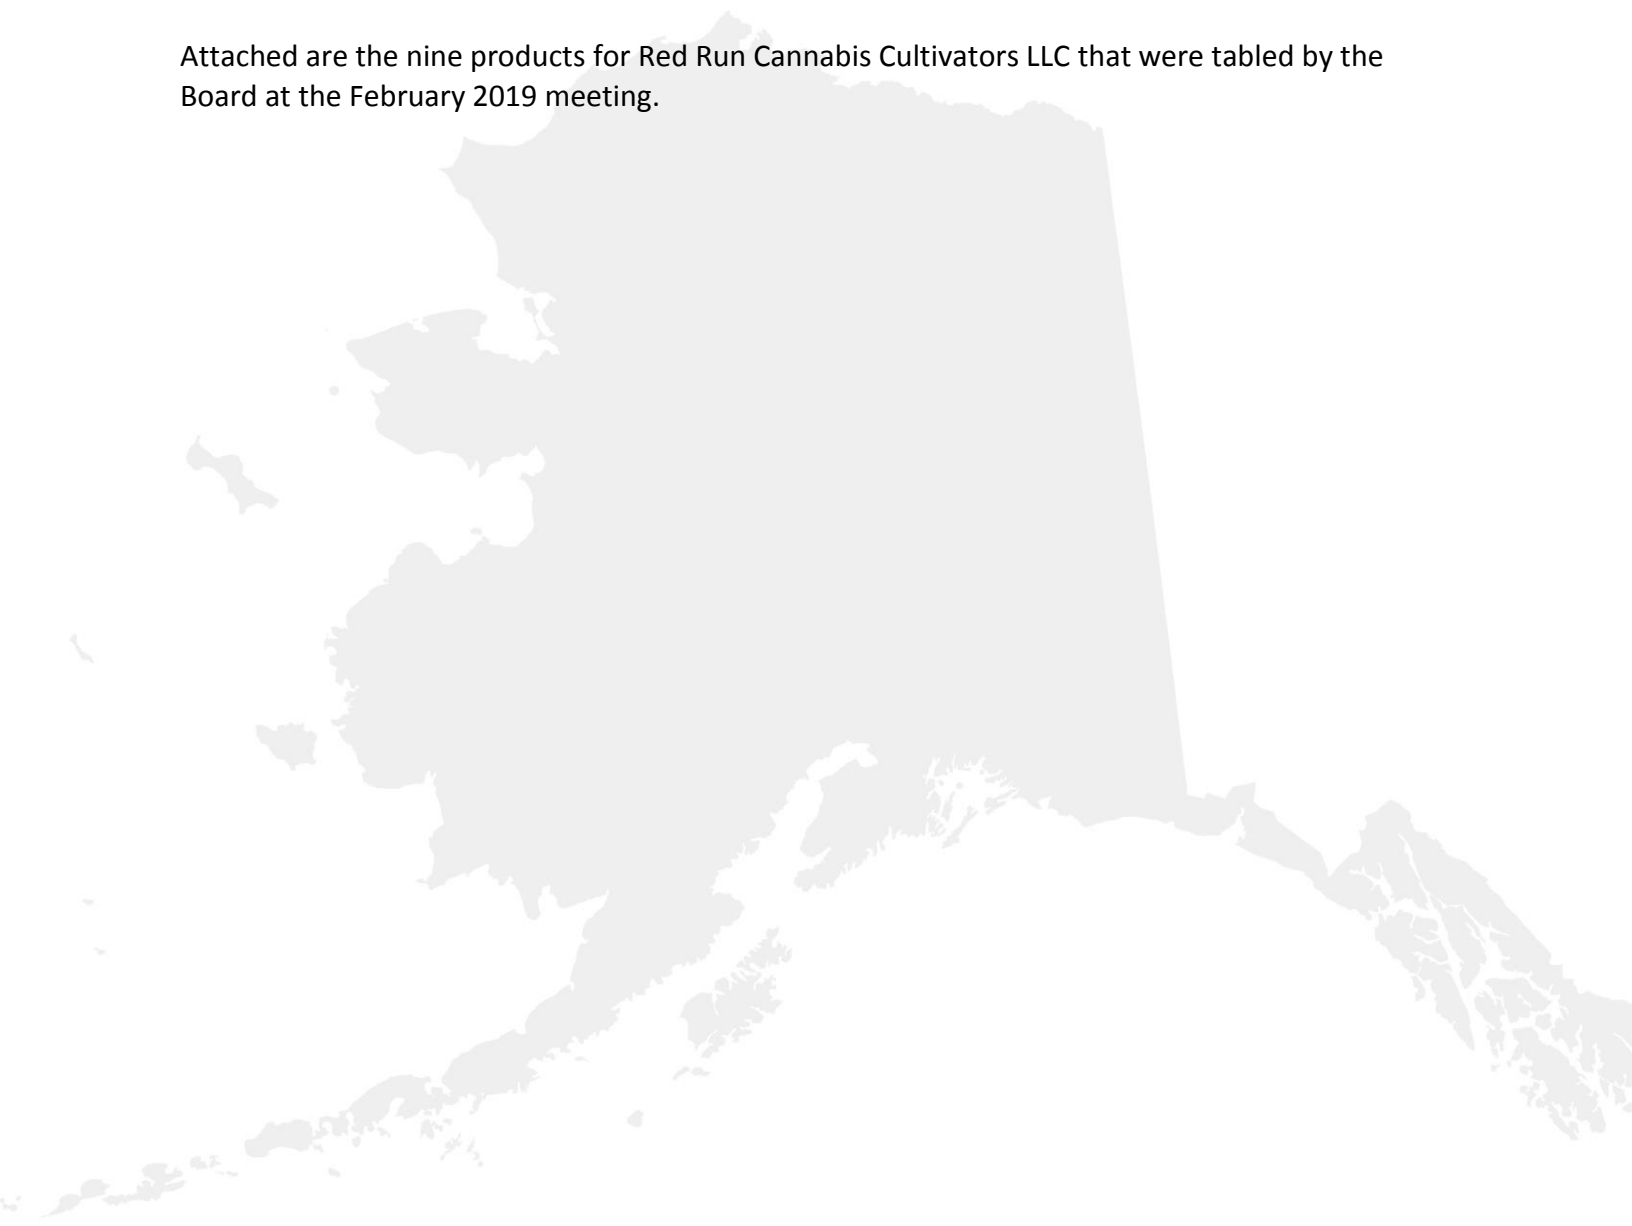 Attached are the nine products for Red Run Cannabis Cultivators LLC that were tabled by the
Board at the February 2019 meeting.